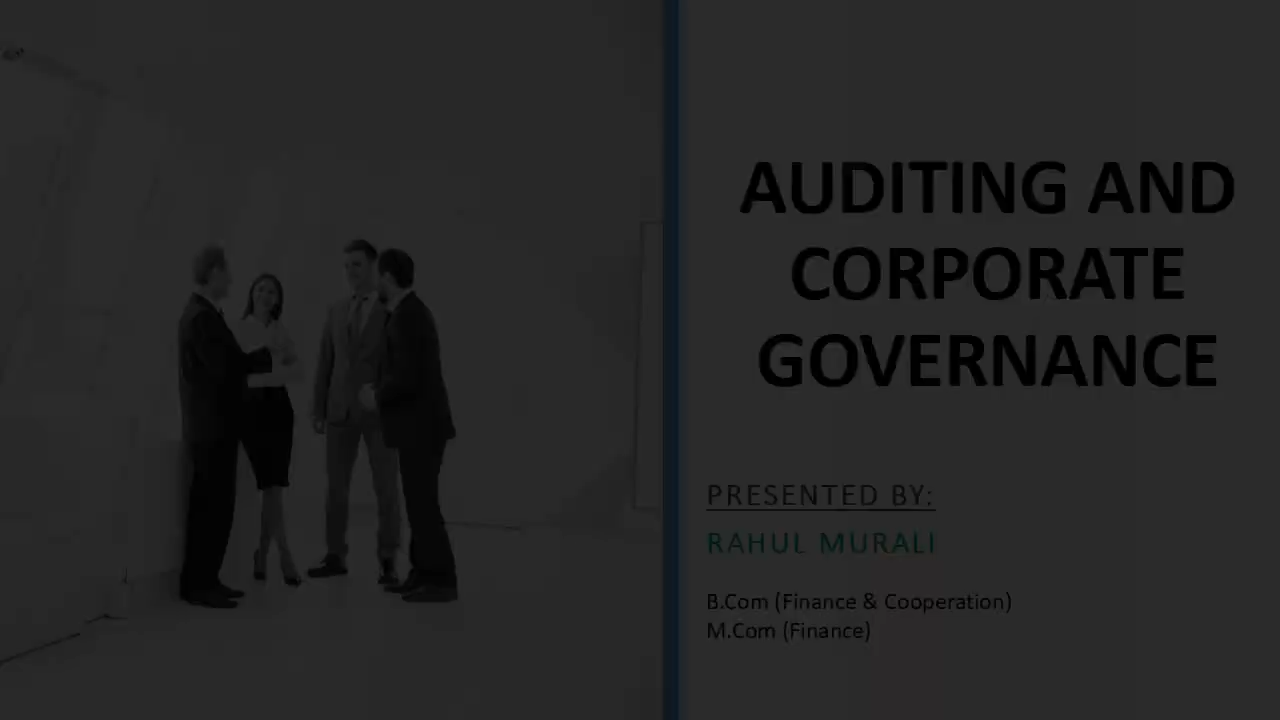 AUDITING AND
CORPORATE
GOVERNANCE
PRESENTED BY:
RAHUL MURALI
B.Com (Finance & Cooperation)
M.Com (Finance)